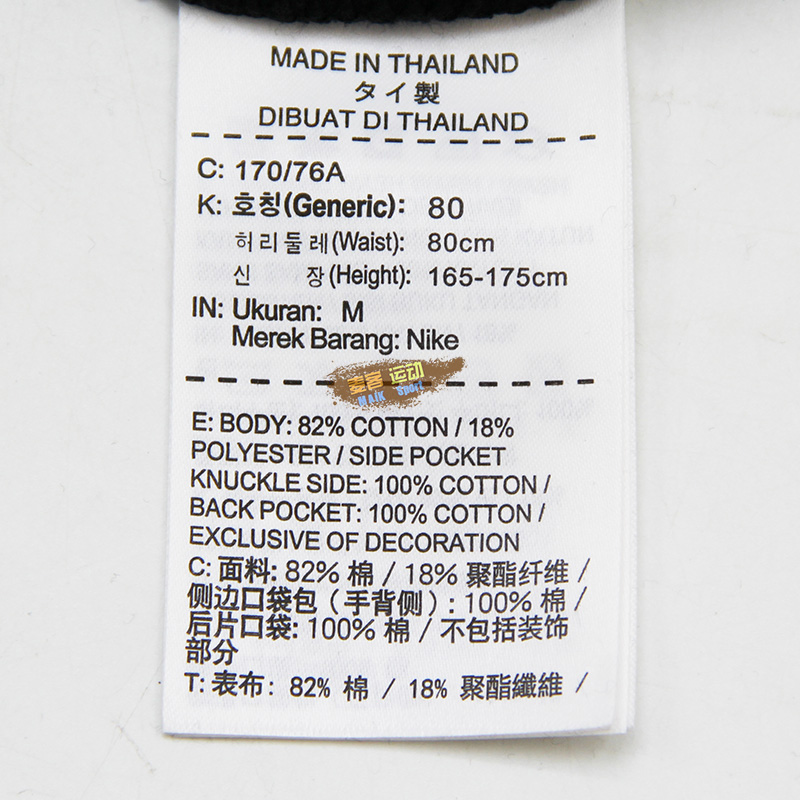 MADE IN THAILAND
タイ製
DIBUAT DI THAILAND
C: 170/76A
K: 호칭(Generic): 80
허리둘레(Waist): 80cm
신 장(Height): 165-175cm
IN: Ukuran: M
Merek Barang: Nike
运动
Sport
E: BODY: 82% COTTON / 18%
POLYESTER / SIDE POCKET
KNUCKLE SIDE: 100% COTTON /
BACK POCKET: 100% COTTON /
EXCLUSIVE OF DECORATION
C: 面料: 82% 棉 / 18% 聚酯纤维 /
侧边口袋包（手背侧）: 100% 棉 /
后片口袋: 100% 棉 / 不包括装饰
部分
T: 表布: 82% 棉 / 18% 聚酯纖維 /